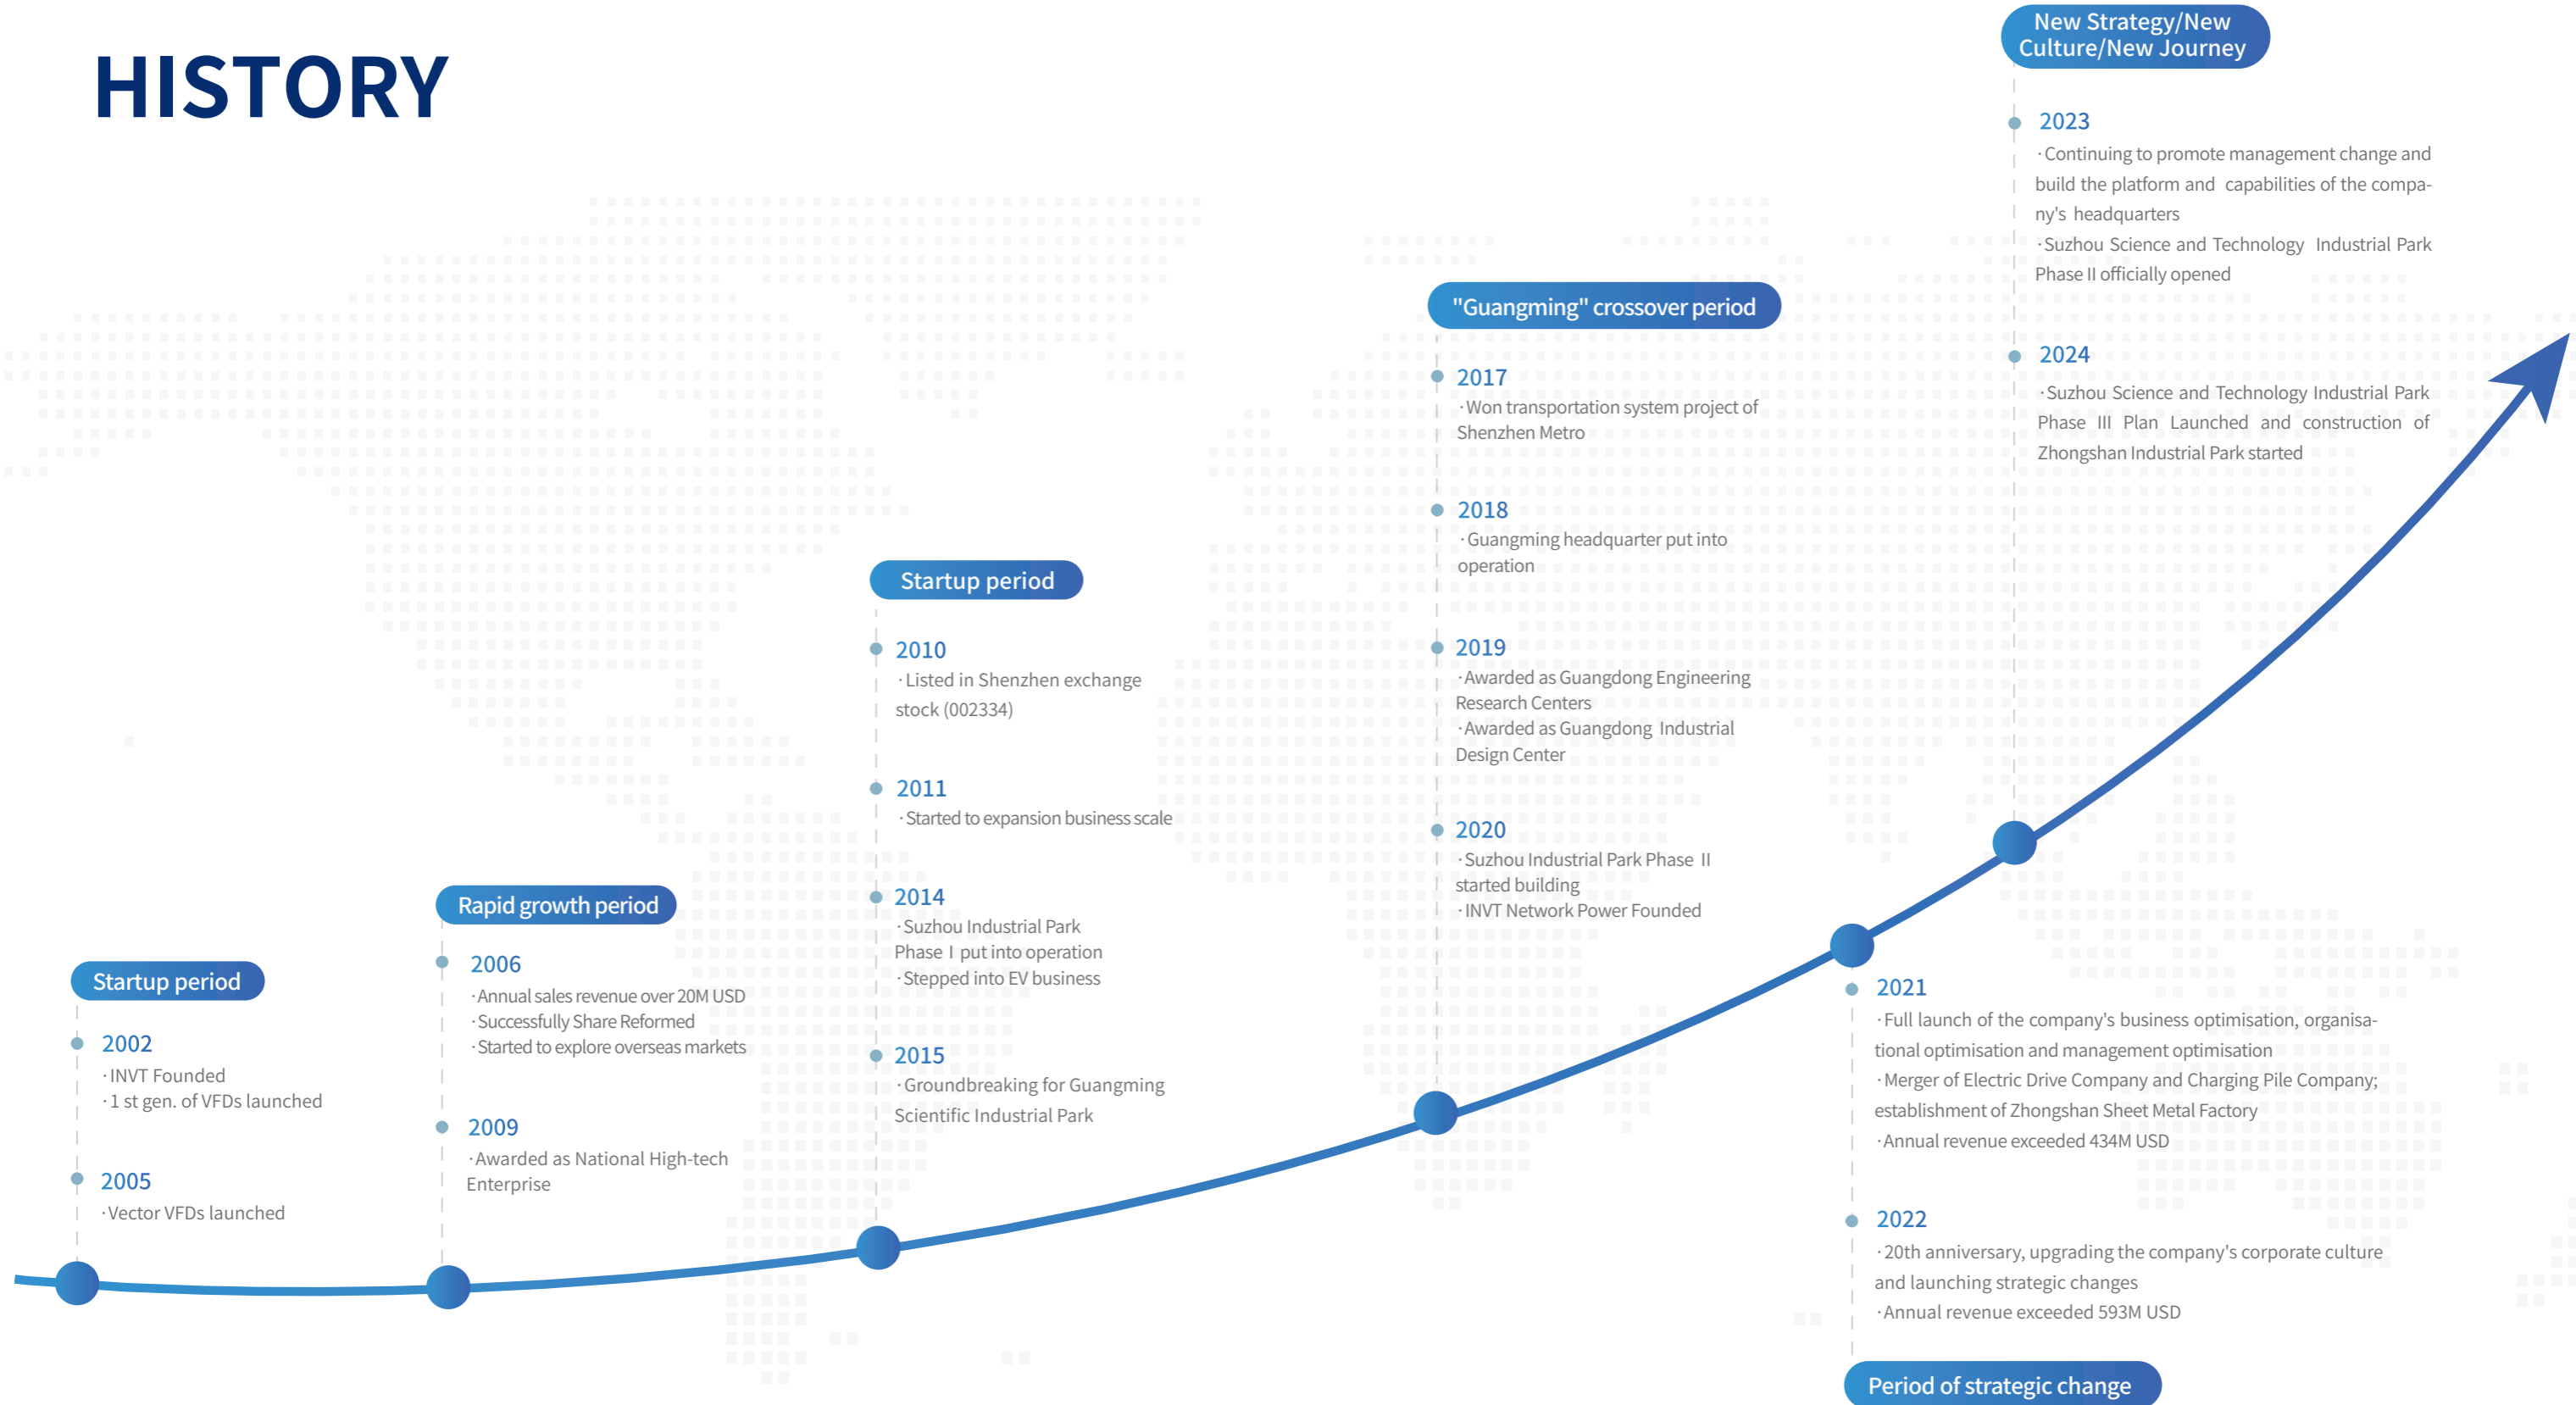 HISTORY
Startup period
2002
·INVT Founded
·1 st gen. of VFDs launched
2005
·Vector VFDs launched
Rapid growth period
2006
·Annual sales revenue over 20M USD
·Successfully Share Reformed
·Started to explore overseas markets
2009
·Awarded as National High-tech
Enterprise
Startup period
2010
·Listed in Shenzhen exchange
stock (002334)
2011
·Started to expansion business scale
2014
·Suzhou Industrial Park
Phase I put into operation
·Stepped into EV business
2015
·Groundbreaking for Guangming
Scientific Industrial Park
"Guangming" crossover period
2017
·Won transportation system project of
Shenzhen Metro
2018
·Guangming headquarter put into
operation
2019
·Awarded as Guangdong Engineering
Research Centers
·Awarded as Guangdong Industrial
Design Center
2020
·Suzhou Industrial Park Phase II
started building
·INVT Network Power Founded
2021
·Full launch of the company's business optimisation, organisa-
tional optimisation and management optimisation
·Merger of Electric Drive Company and Charging Pile Company;
establishment of Zhongshan Sheet Metal Factory
·Annual revenue exceeded 434M USD
2022
·20th anniversary, upgrading the company's corporate culture
and launching strategic changes
·Annual revenue exceeded 593M USD
Period of strategic change
New Strategy/New
Culture/New Journey
2023
·Continuing to promote management change and
build the platform and capabilities of the compa-
ny's headquarters
·Suzhou Science and Technology Industrial Park
Phase II officially opened
2024
·Suzhou Science and Technology Industrial Park
Phase III Plan Launched and construction of
Zhongshan Industrial Park started